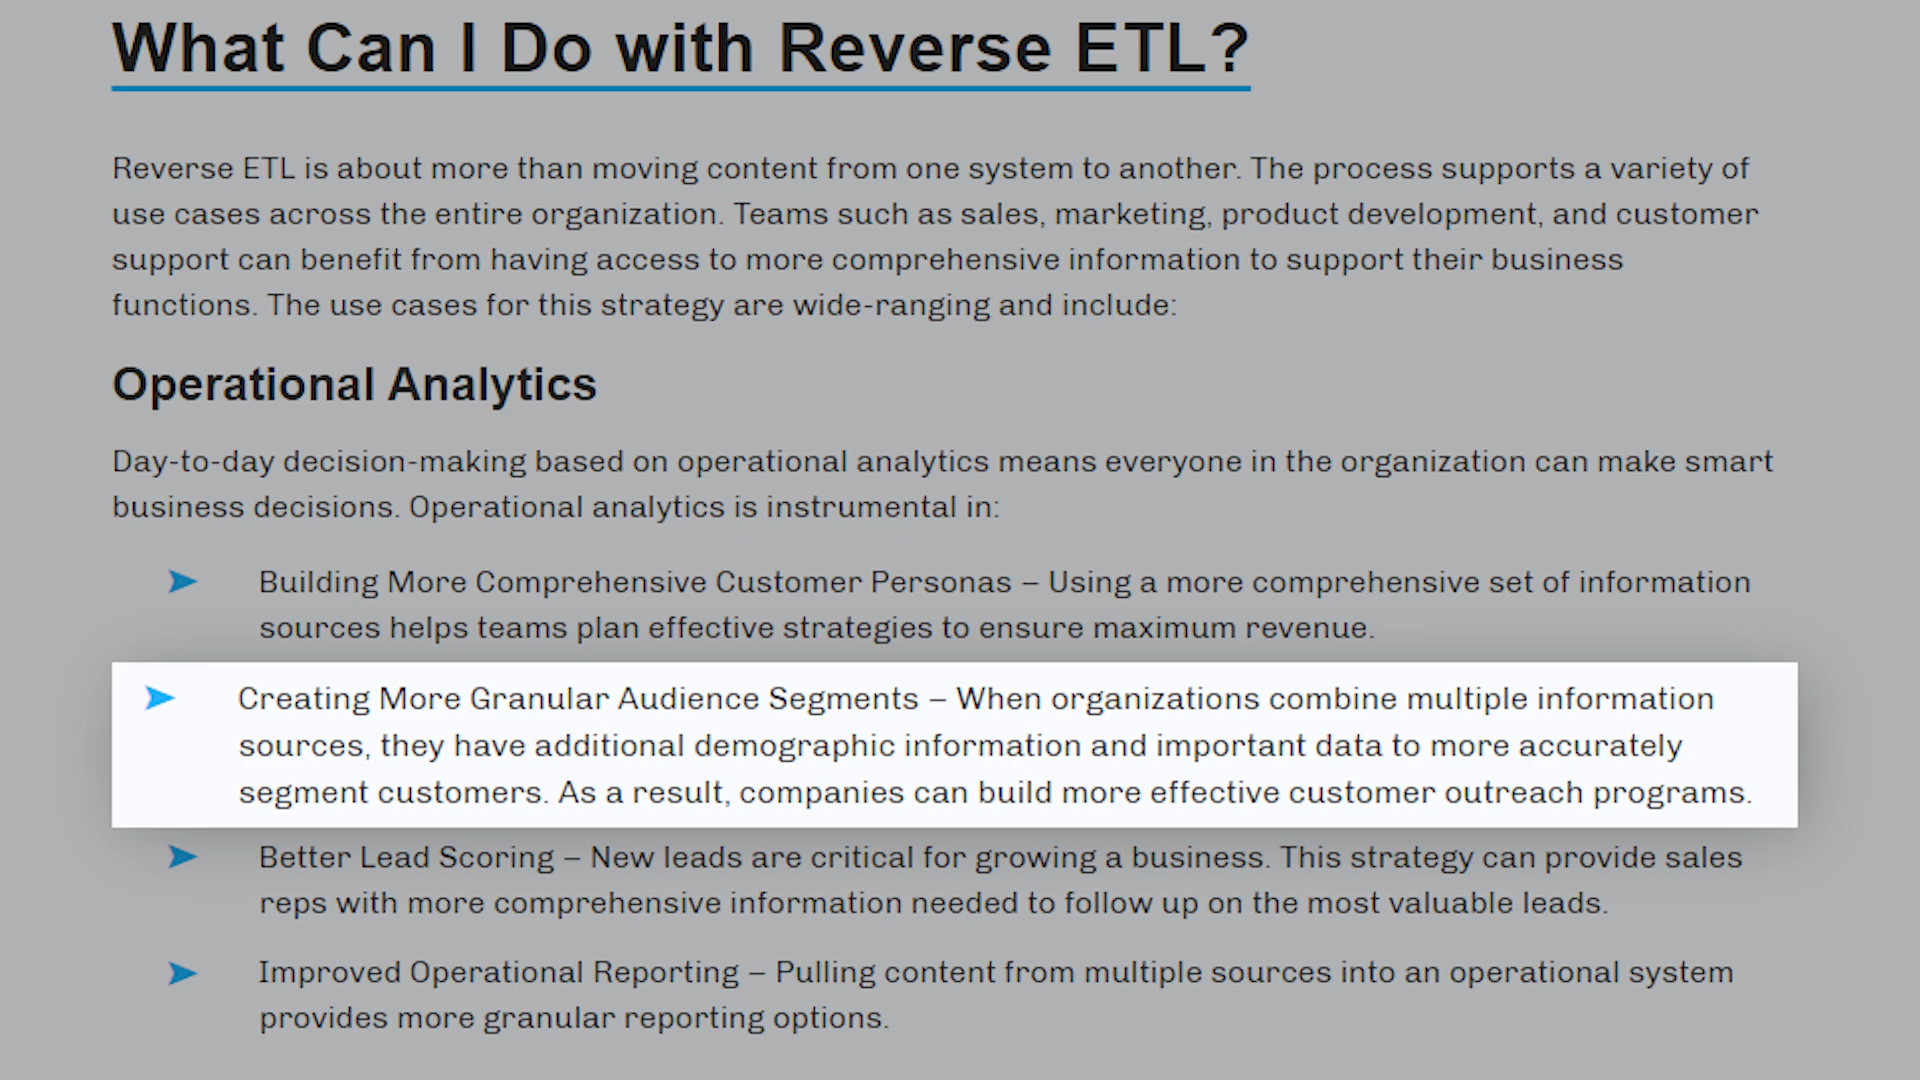 What Can I Do with Reverse ETL?
Reverse ETL is about more than moving content from one system to another. The process supports a variety of
use cases across the entire organization. Teams such as sales, marketing, product development, and customer
support can benefit from having access to more comprehensive information to support their business
functions. The use cases for this strategy are wide-ranging and include:
Operational Analytics
Day-to-day decision-making based on operational analytics means everyone in the organization can make smart
business decisions. Operational analytics is instrumental in:
Building More Comprehensive Customer Personas – Using a more comprehensive set of information
sources helps teams plan effective strategies to ensure maximum revenue.
Creating More Granular Audience Segments – When organizations combine multiple information
sources, they have additional demographic information and important data to more accurately
segment customers. As a result, companies can build more effective customer outreach programs.
Better Lead Scoring – New leads are critical for growing a business. This strategy can provide sales
reps with more comprehensive information needed to follow up on the most valuable leads.
Improved Operational Reporting – Pulling content from multiple sources into an operational system
provides more granular reporting options.